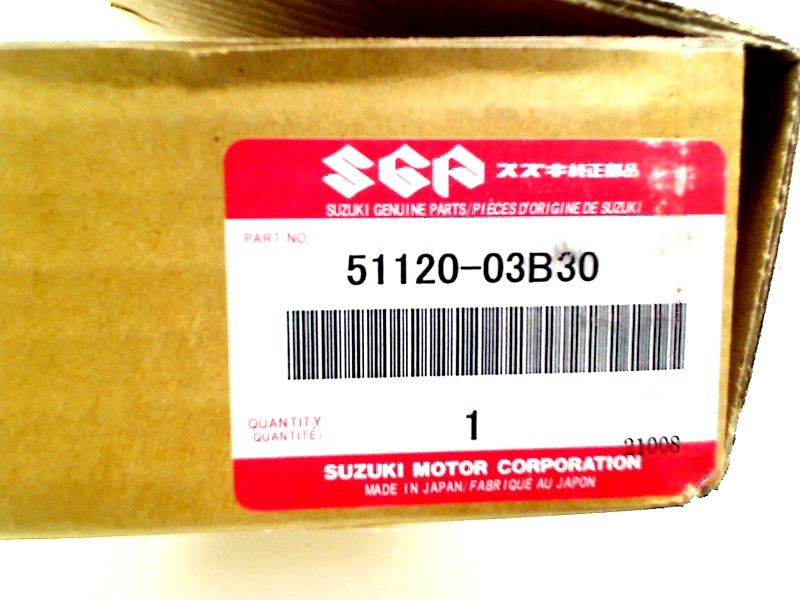 SGP スズキ純正部品
SUZUKI GENUINE PARTS/PIÈCES D'ORIGINE DE SUZUKI
PART NO.
51120-03B30
QUANTITY
(QUANTITÉ)
1
21008
SUZUKI MOTOR CORPORATION
MADE IN JAPAN/FABRIQUE AU JAPON